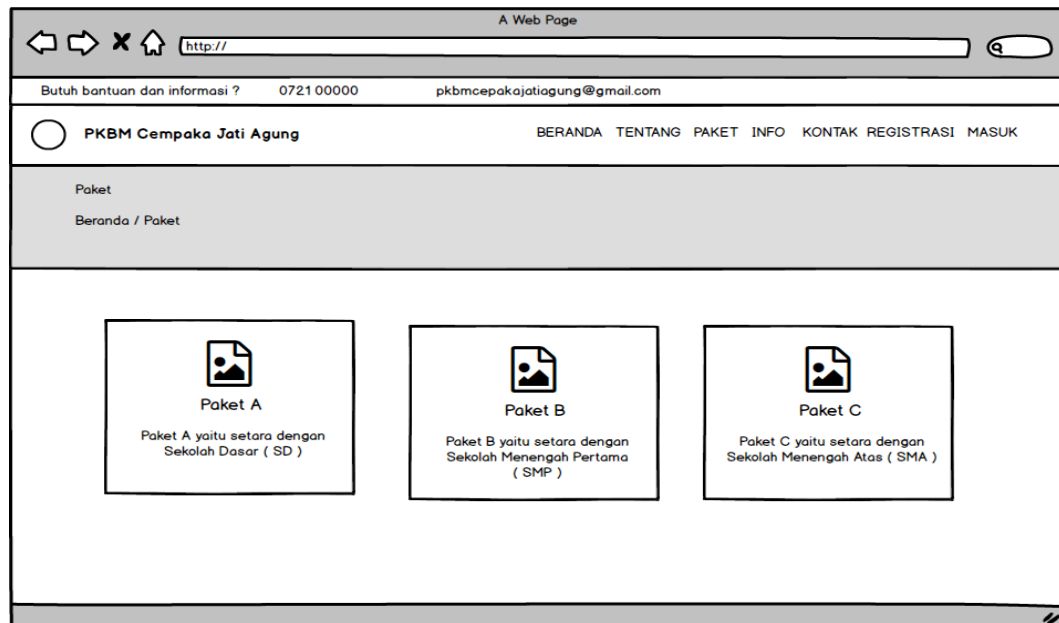 A Web Page
http://
Butuh bantuan dan informasi ? 0721 00000 pkbmcepakajatiagung@gmail.com
PKBM Cempaka Jati Agung BERANDA TENTANG PAKET INFO KONTAK REGISTRASI MASUK
Paket
Beranda / Paket
Paket A
Paket A yaitu setara dengan
Sekolah Dasar ( SD )
Paket B
Paket B yaitu setara dengan
Sekolah Menengah Pertama
( SMP )
Paket C
Paket C yaitu setara dengan
Sekolah Menengah Atas ( SMA )